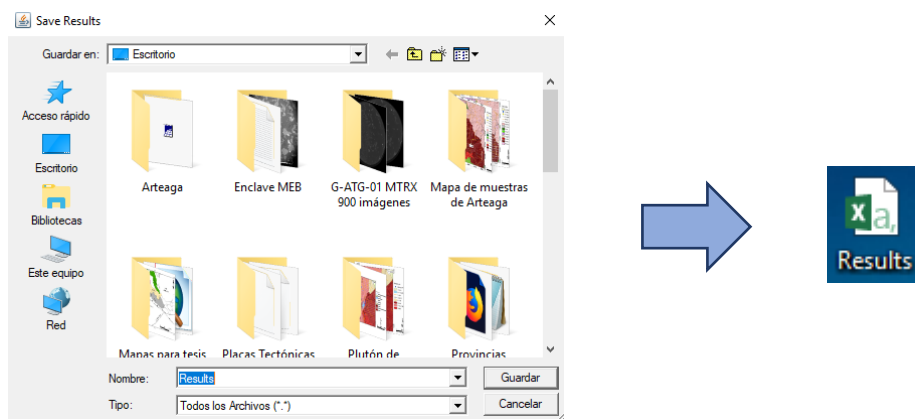 Save Results
Guardar en:
Escritorio
Acceso rápido
Escritorio
Bibliotecas
Este equipo
Red
Arteaga
Enclave MEB
G-ATG-01 MTRX
900 imágenes
Mapa de muestras
de Arteaga
Mapas para tesis
Placas Tectónicas
Plutón de
Provincias
Nombre:
Results
Guardar
Tipo:
Todos los Archivos (*.*)
Cancelar
X a,
Results